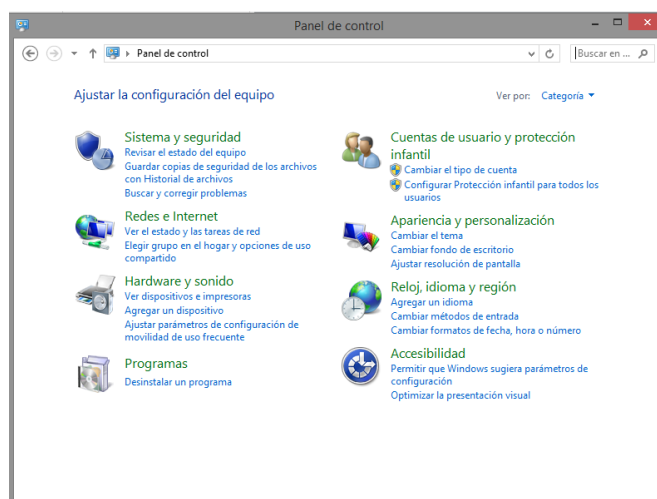 Panel de control
Panel de control
Buscar en ...
Ajustar la configuración del equipo
Ver por: Categoría
Sistema y seguridad
Revisar el estado del equipo
Guardar copias de seguridad de los archivos
con Historial de archivos
Buscar y corregir problemas
Redes e Internet
Ver el estado y las tareas de red
Elegir grupo en el hogar y opciones de uso
compartido
Hardware y sonido
Ver dispositivos e impresoras
Agregar un dispositivo
Ajustar parámetros de configuración de
movilidad de uso frecuente
Programas
Desinstalar un programa
Cuentas de usuario y protección
infantil
Cambiar el tipo de cuenta
Configurar Protección infantil para todos los
usuarios
Apariencia y personalización
Cambiar el tema
Cambiar fondo de escritorio
Ajustar resolución de pantalla
Reloj, idioma y región
Agregar un idioma
Cambiar métodos de entrada
Cambiar formatos de fecha, hora o número
Accesibilidad
Permitir que Windows sugiera parámetros de
configuración
Optimizar la presentación visual